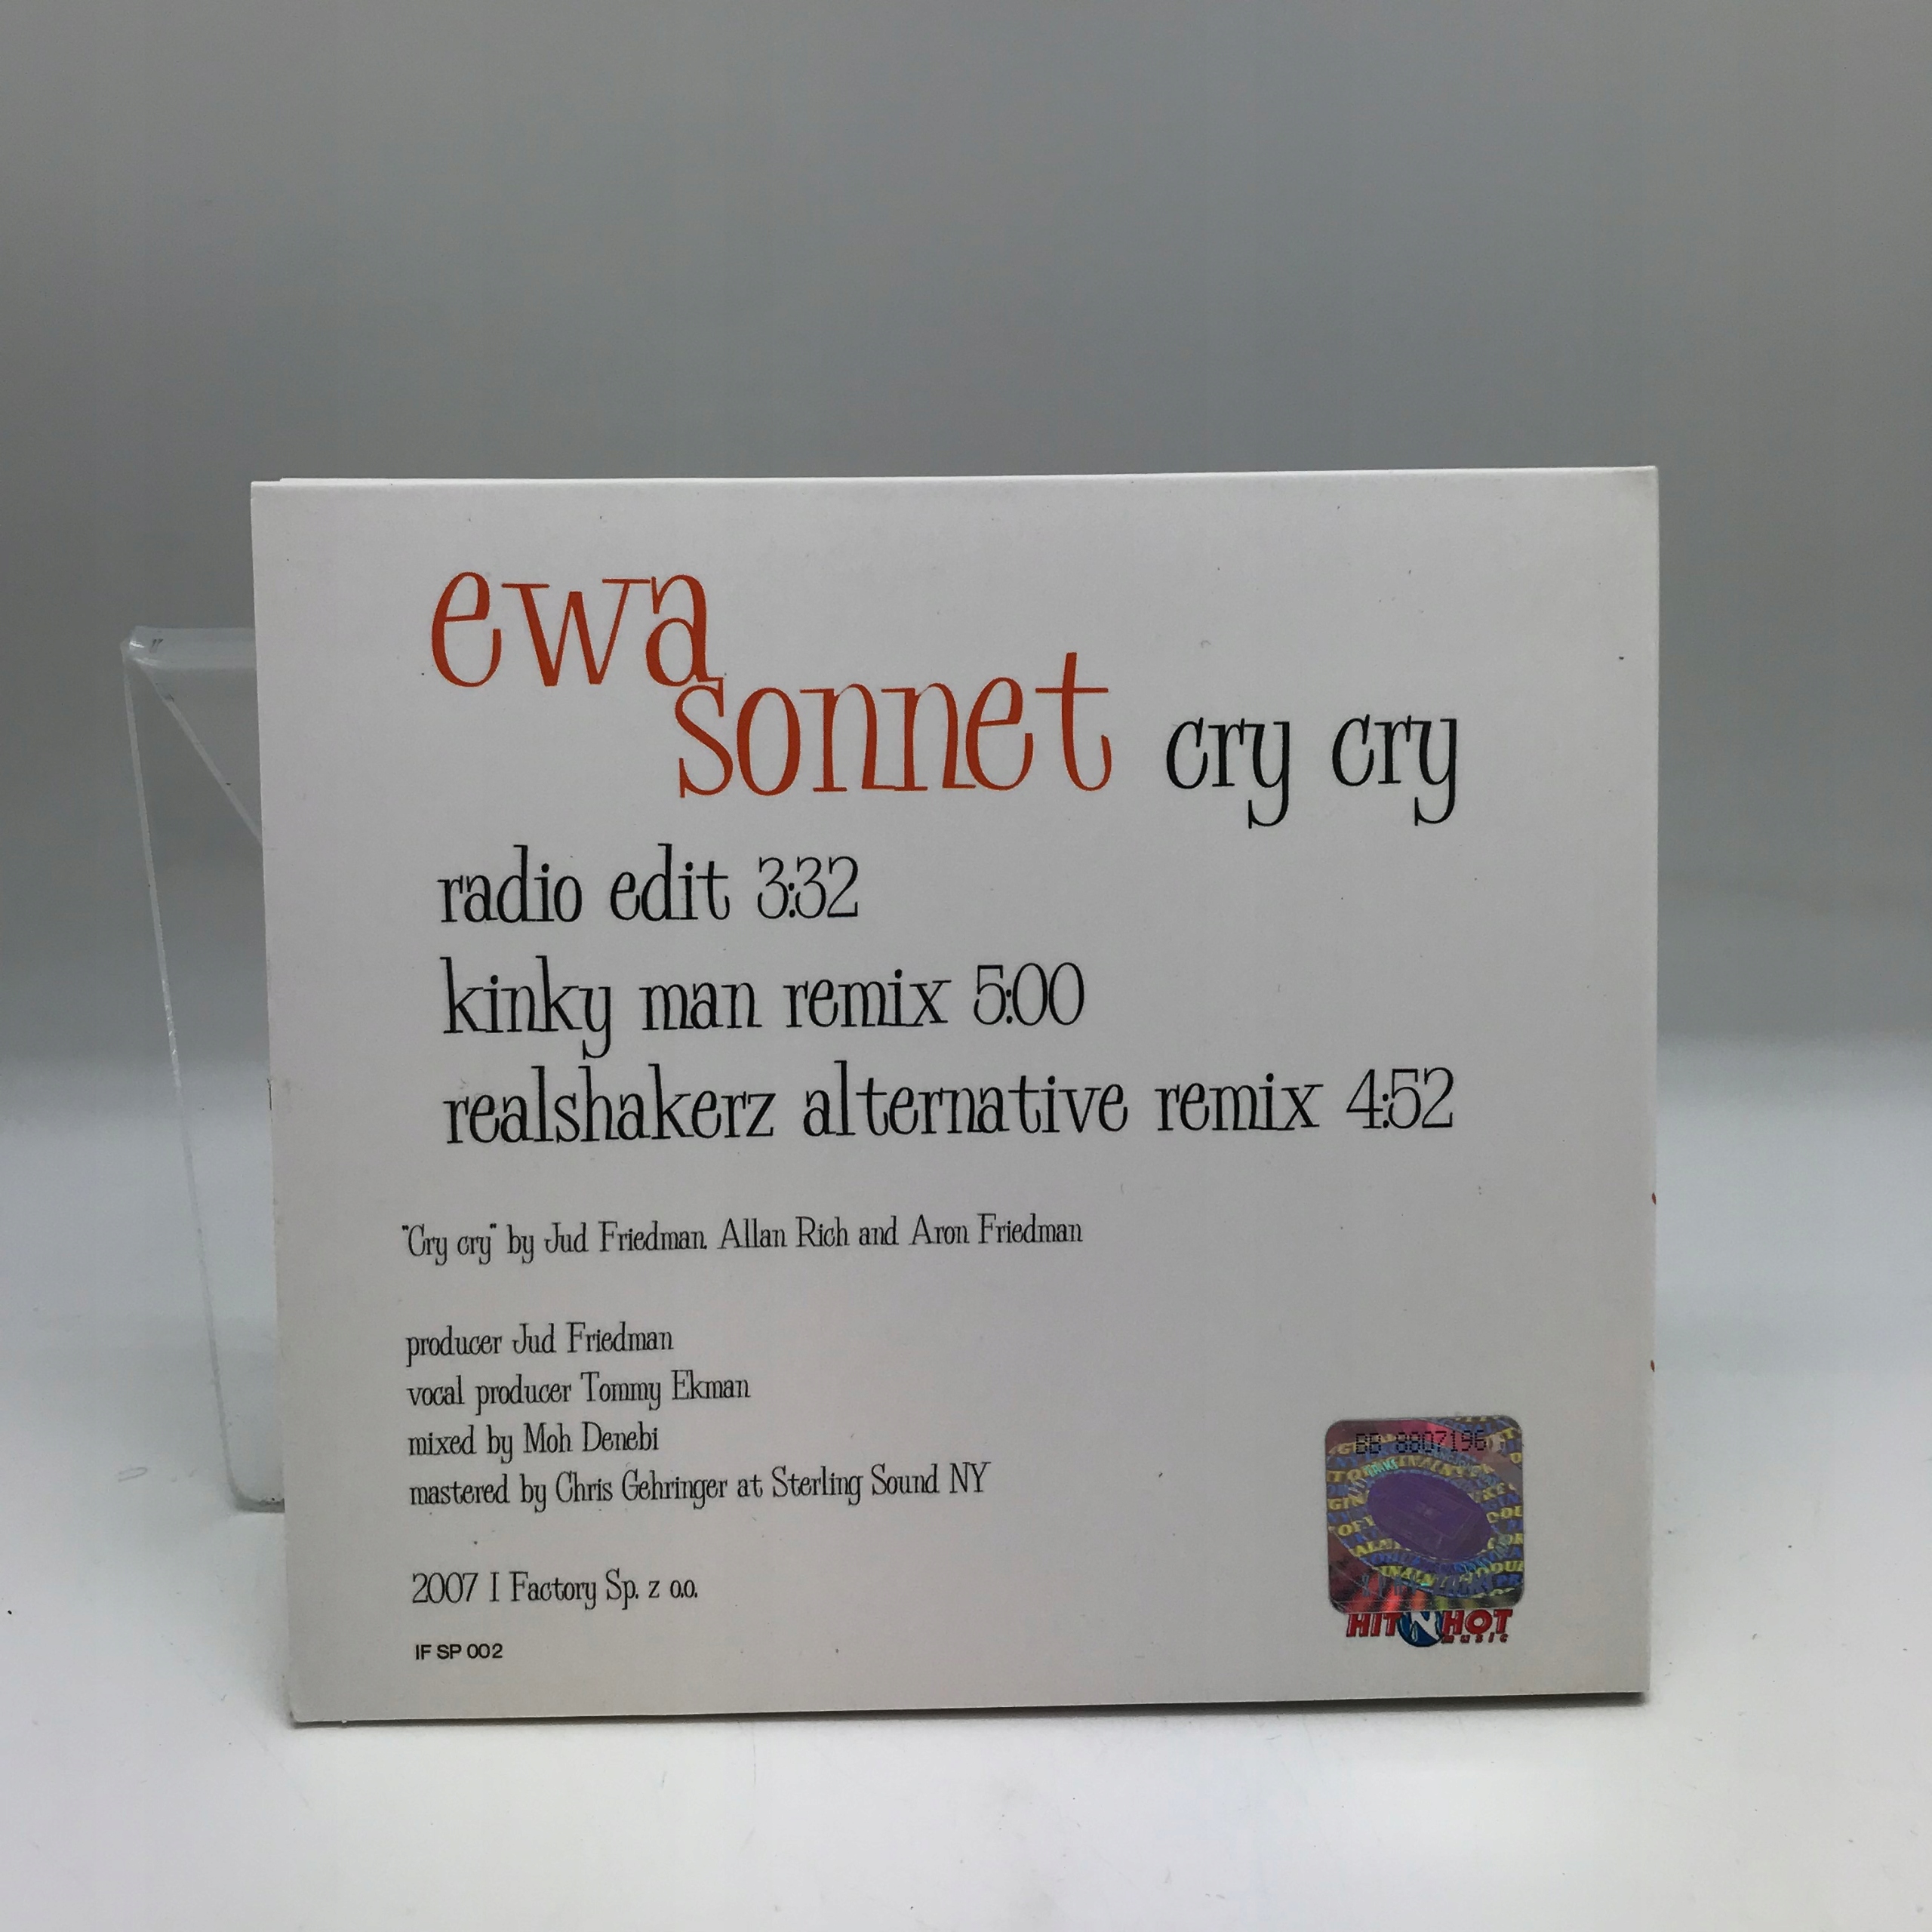 ewa
sonnet cry cry
radio edit 3:32
kinky man remix 5:00
realshakerz alternative remix 4:52
"Cry cry" by Jud Friedman. Allan Rich and Aron Friedman
producer Jud Friedman
vocal producer Tommy Ekman
mixed by Moh Denebi
mastered by Chris Gehringer at Sterling Sound NY
2007 I Factory Sp. z o.o.
IF SP 002
BB 8807196
HIT N HOT
music